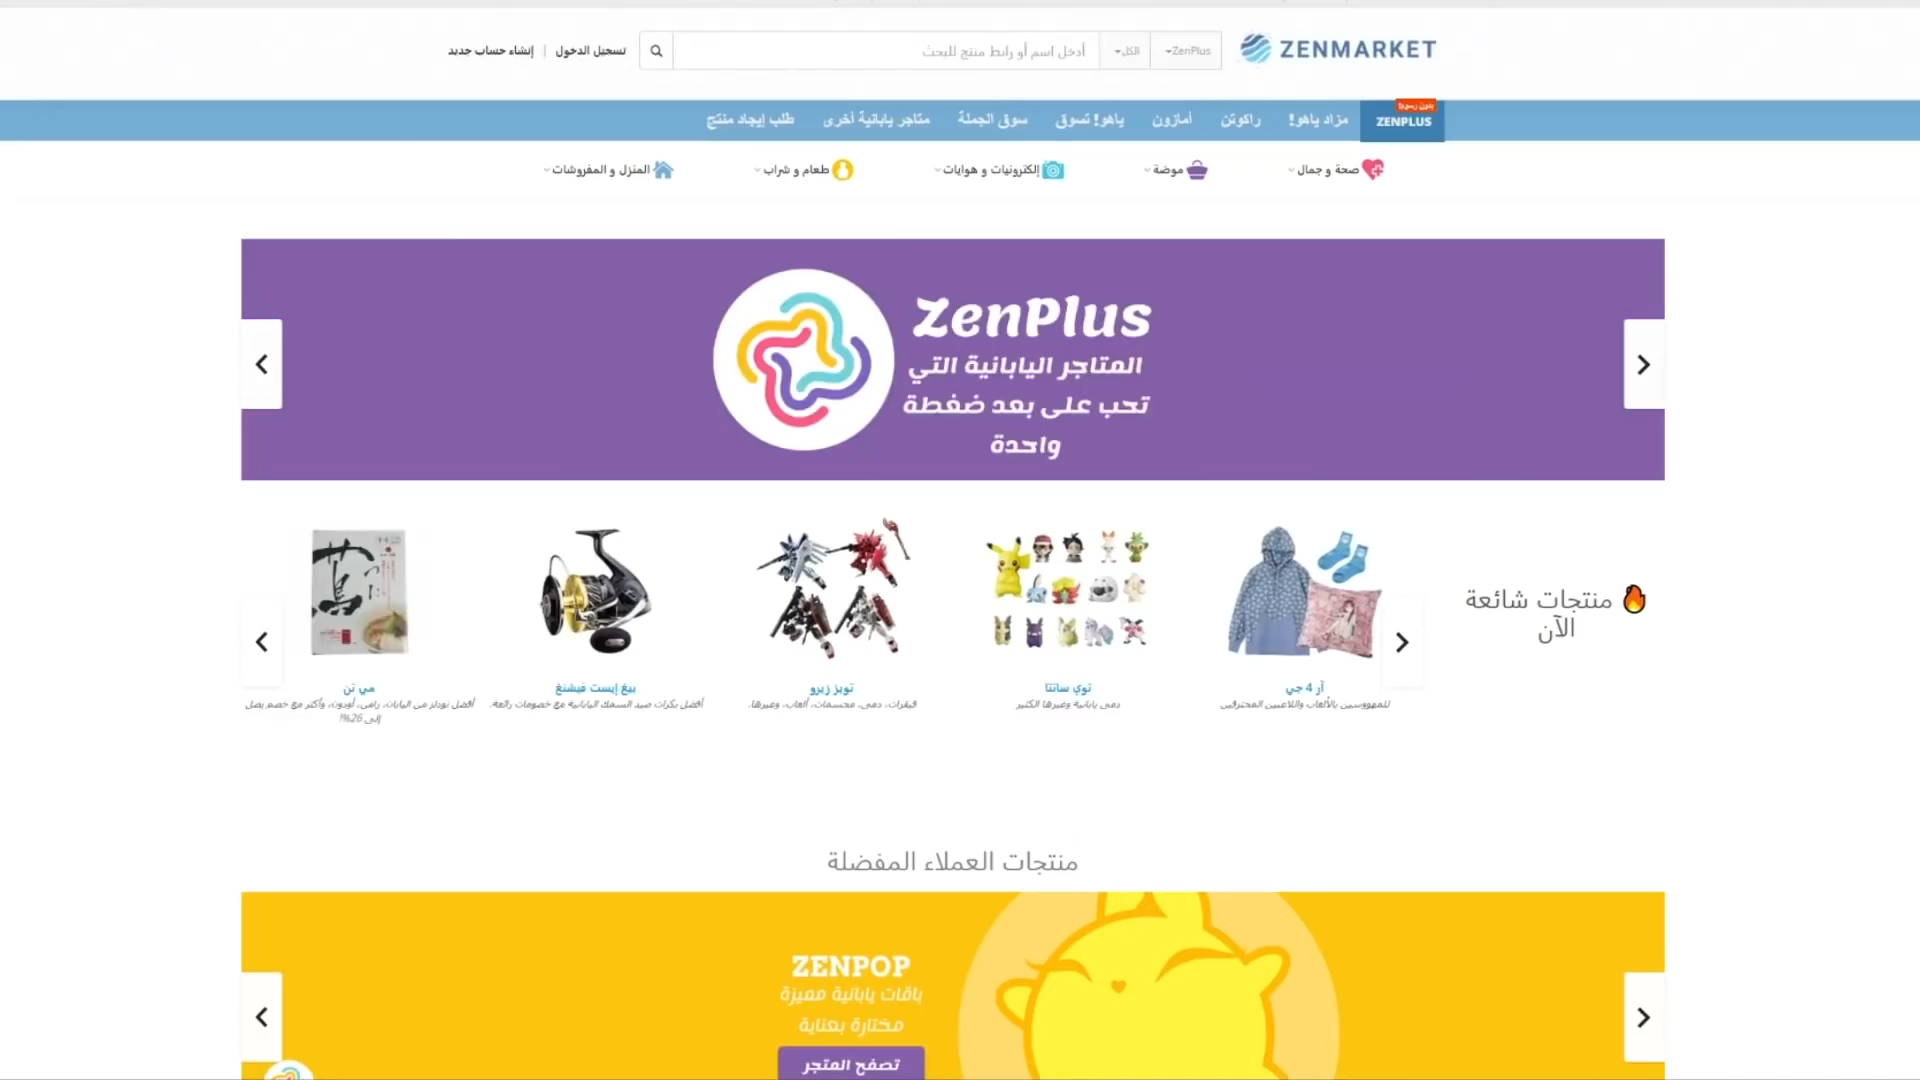 ZENMARKET
ZenPlus
الكل
أدخل اسم أو رابط منتج للبحث
تسجيل الدخول | إنشاء حساب جديد
بدون رسوم!
ZENPLUS
مزاد ياهو!
راكوتن
أمازون
ياهو! تسوق
سوق الجملة
متاجر يابانية أخرى
طلب إيجاد منتج
صحة و جمال
موضة
إلكترونيات و هوايات
طعام و شراب
المنزل و المفروشات
ZenPlus
المتاجر اليابانية التي
تحب على بعد ضغطة
واحدة
منتجات شائعة
الآن
آر 4 جي
للمهووسين بالألعاب واللاعبين المحترفين
توي سانتا
دمى يابانية وغيرها الكثير
تويز زيرو
فيقرات، دمى، مجسمات، ألعاب، وغيرها.
بيغ إيست فيشنغ
أفضل بكرات صيد السمك اليابانية مع خصومات رائعة.
مي تن
أفضل نودلز من اليابان، رامن، أودون، وأكثر مع خصم يصل
إلى 26%!
منتجات العملاء المفضلة
ZENPOP
باقات يابانية مميزة
مختارة بعناية
تصفح المتجر